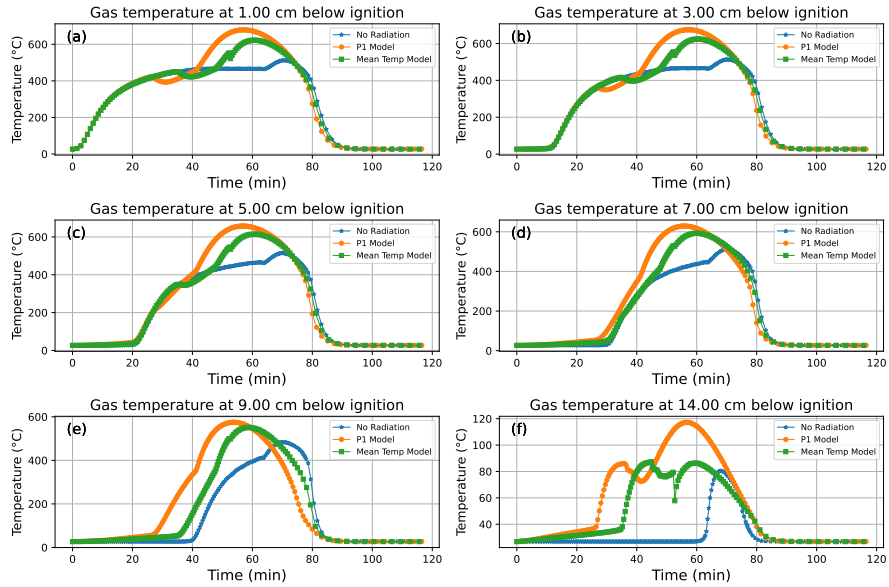 Gas temperature at 1.00 cm below ignition
(a)
No Radiation
P1 Model
Mean Temp Model
Temperature (°C)
600
400
200
0
0 20 40 60 80 100 120
Time (min)
Gas temperature at 3.00 cm below ignition
(b)
No Radiation
P1 Model
Mean Temp Model
Temperature (°C)
600
400
200
0
0 20 40 60 80 100 120
Time (min)
Gas temperature at 5.00 cm below ignition
(c)
No Radiation
P1 Model
Mean Temp Model
Temperature (°C)
600
400
200
0
0 20 40 60 80 100 120
Time (min)
Gas temperature at 7.00 cm below ignition
(d)
No Radiation
P1 Model
Mean Temp Model
Temperature (°C)
600
400
200
0
0 20 40 60 80 100 120
Time (min)
Gas temperature at 9.00 cm below ignition
(e)
No Radiation
P1 Model
Mean Temp Model
Temperature (°C)
600
400
200
0
0 20 40 60 80 100 120
Time (min)
Gas temperature at 14.00 cm below ignition
(f)
No Radiation
P1 Model
Mean Temp Model
Temperature (°C)
120
100
80
60
40
0 20 40 60 80 100 120
Time (min)